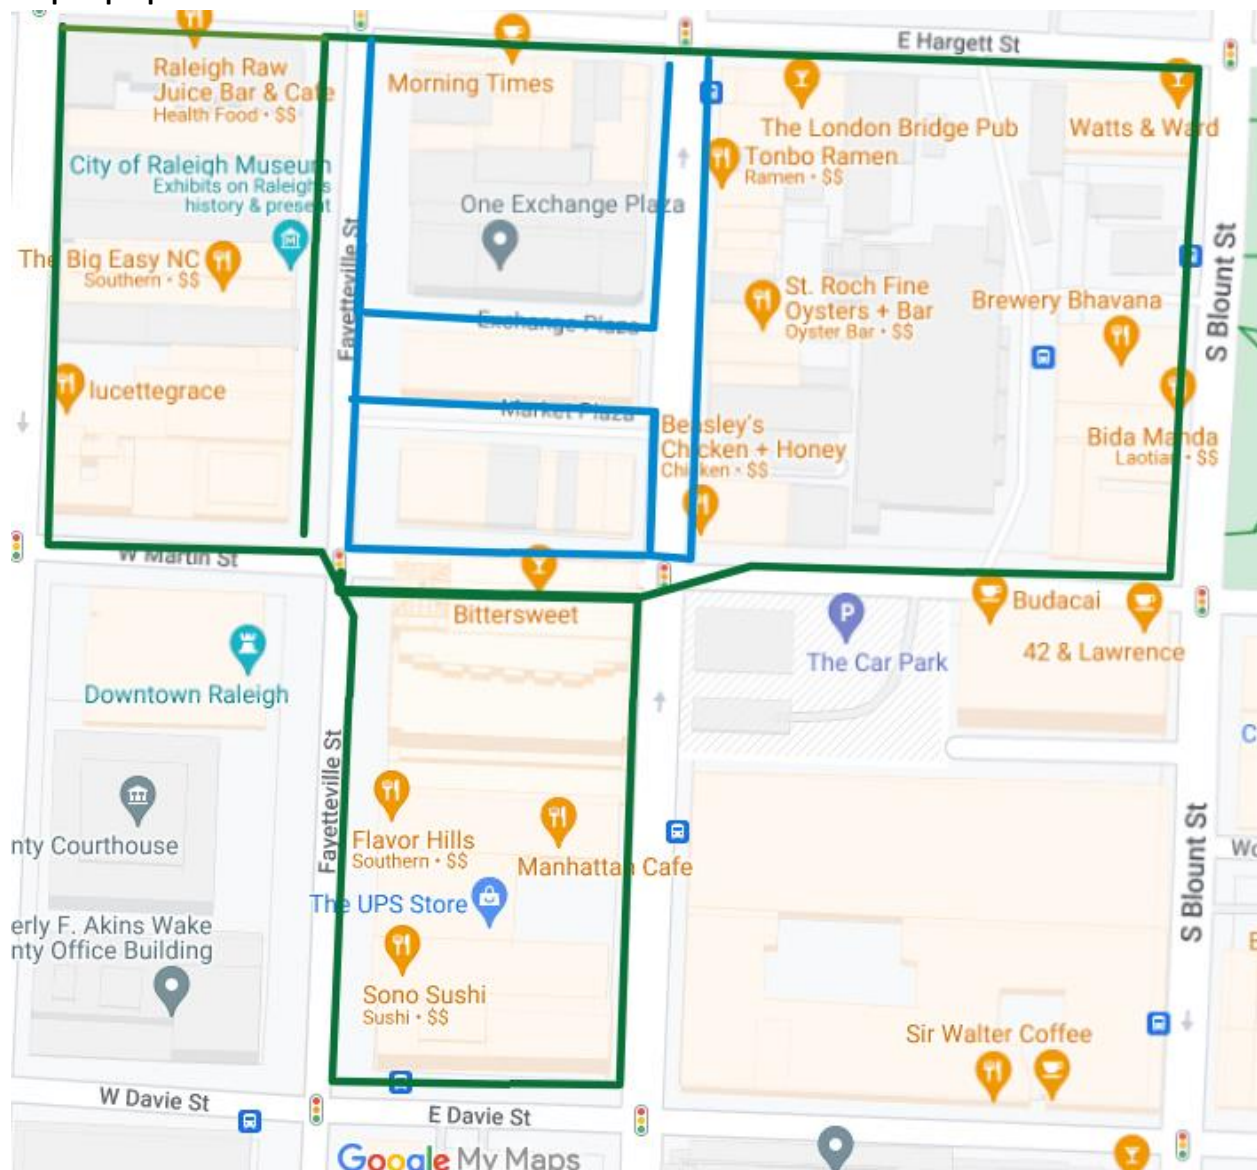 E Hargett St
Raleigh Raw
Juice Bar & Cafe
Health Food • $$
Morning Times
The London Bridge Pub
Watts & Ward
Tonbo Ramen
Ramen • $$
City of Raleigh Museum
Exhibits on Raleigh's
history & present
One Exchange Plaza
Fayetteville St
S Blount St
The Big Easy NC
Southern • $$
St. Roch Fine
Oysters + Bar
Oyster Bar • $$
Brewery Bhavana
Exchange Plaza
lucettegrace
Market Plaza
Beasley's
Chicken + Honey
Chicken • $$
Bida Manda
Laotian • $$
W Martin St
Bittersweet
Budacai
P
The Car Park
42 & Lawrence
Downtown Raleigh
Fayetteville St
S Blount St
nty Courthouse
Flavor Hills
Southern • $$
Manhattan Cafe
The UPS Store
erly F. Akins Wake
nty Office Building
Sono Sushi
Sushi • $$
Sir Walter Coffee
W Davie St
E Davie St
Google My Maps